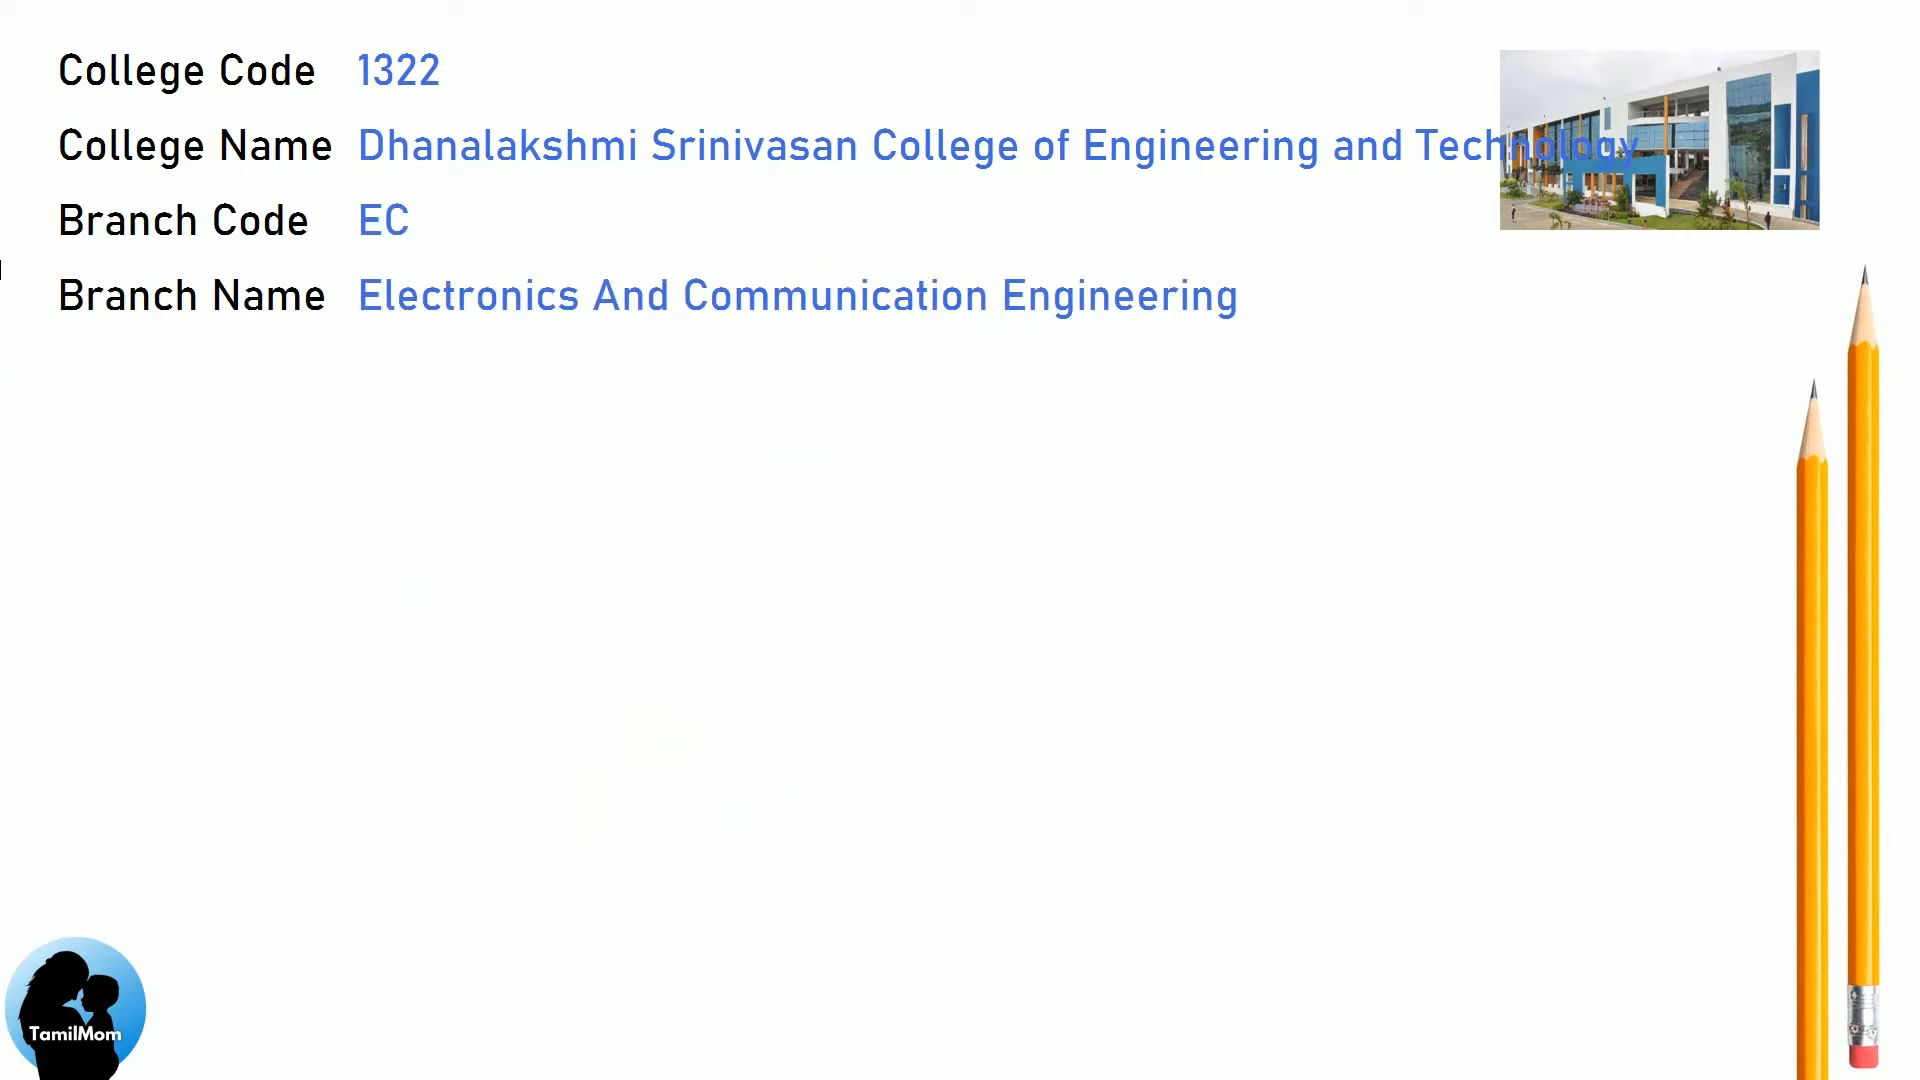 College Code 1322
College Name Dhanalakshmi Srinivasan College of Engineering and Technology
Branch Code EC
Branch Name Electronics And Communication Engineering
TamilMom